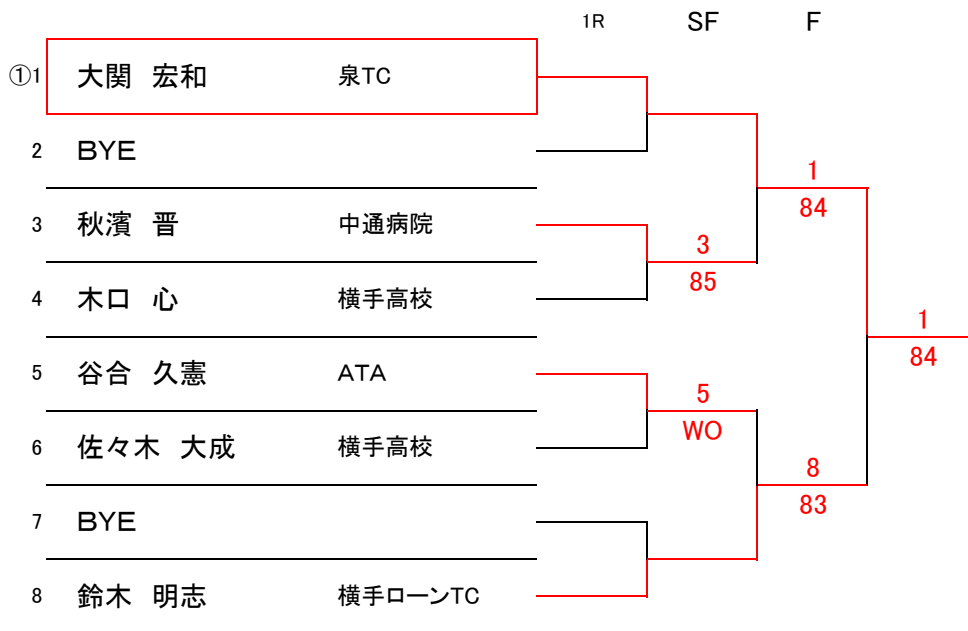 1R SF F
①1 大関 宏和 泉TC
2 BYE
1
84
3 秋濱 晋 中通病院
3
85
4 木口 心 横手高校
1
84
5 谷合 久憲 ATA
5
WO
6 佐々木 大成 横手高校
8
83
7 BYE
8 鈴木 明志 横手ローンTC